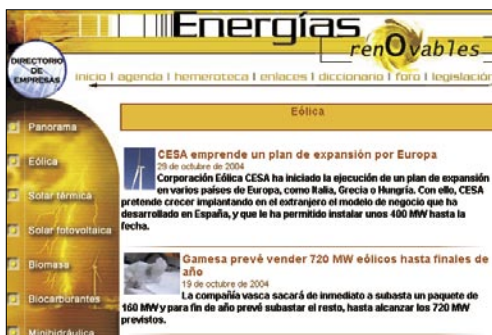 Energías
renOvables
DIRECTORIO
DE
EMPRESAS
inicio | agenda | hemeroteca | enlaces | diccionario | foro | legislación
Eólica
Panorama
Eólica
Solar térmica
Solar fotovoltaica
Biomasa
Biocarburantes
Minihidráulica
CESA emprende un plan de expansión por Europa
29 de octubre de 2004
Corporación Eólica CESA ha iniciado la ejecución de un plan de expansión
en varios países de Europa, como Italia, Grecia o Hungría. Con ello, CESA
pretende crecer implantando en el extranjero el modelo de negocio que ha
desarrollado en España, y que le ha permitido instalar unos 400 MW hasta la
fecha.
Gamesa prevé vender 720 MW eólicos hasta finales de
año
19 de octubre de 2004
La compañía vasca sacará de inmediato a subasta un paquete de
160 MW y para fin de año prevé subastar el resto, hasta alcanzar los 720 MW
previstos.